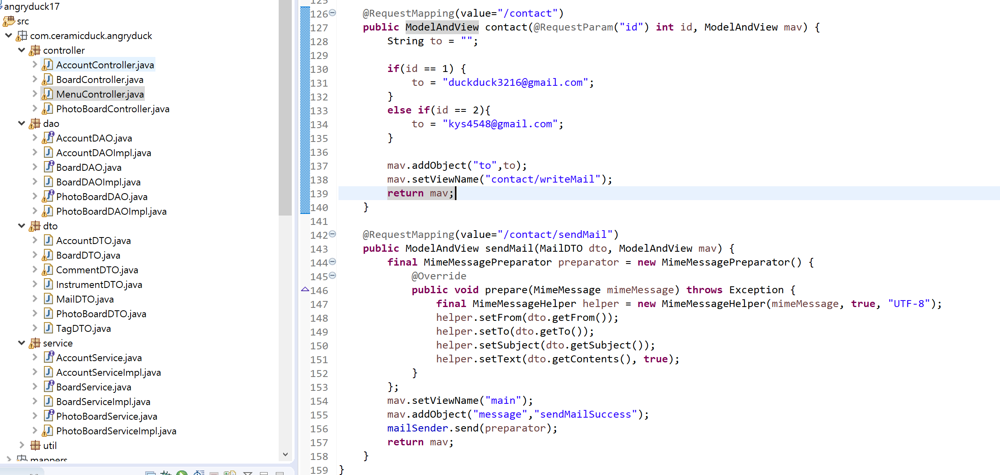 angryduck17
src
com.ceramicduck.angryduck
controller
AccountController.java
BoardController.java
MenuController.java
PhotoBoardController.java
dao
AccountDAO.java
AccountDAOImpl.java
BoardDAO.java
BoardDAOImpl.java
PhotoBoardDAO.java
PhotoBoardDAOImpl.java
dto
AccountDTO.java
BoardDTO.java
CommentDTO.java
InstrumentDTO.java
MailDTO.java
PhotoBoardDTO.java
TagDTO.java
service
AccountService.java
AccountServiceImpl.java
BoardService.java
BoardServiceImpl.java
PhotoBoardService.java
PhotoBoardServiceImpl.java
util
mappers
125
126 @RequestMapping(value="/contact")
127 public ModelAndView contact(@RequestParam("id") int id, ModelAndView mav) {
128 String to = "";
129
130 if(id == 1) {
131 to = "duckduck3216@gmail.com";
132 }
133 else if(id == 2){
134 to = "kys4548@gmail.com";
135 }
136
137 mav.addObject("to",to);
138 mav.setViewName("contact/writeMail");
139 return mav;
140 }
141
142 @RequestMapping(value="/contact/sendMail")
143 public ModelAndView sendMail(MailDTO dto, ModelAndView mav) {
144 final MimeMessagePreparator preparator = new MimeMessagePreparator() {
145 @Override
146 public void prepare(MimeMessage mimeMessage) throws Exception {
147 final MimeMessageHelper helper = new MimeMessageHelper(mimeMessage, true, "UTF-8");
148 helper.setFrom(dto.getFrom());
149 helper.setTo(dto.getTo());
150 helper.setSubject(dto.getSubject());
151 helper.setText(dto.getContents(), true);
152 }
153 };
154 mav.setViewName("main");
155 mav.addObject("message","sendMailSuccess");
156 mailSender.send(preparator);
157 return mav;
158 }
159 }